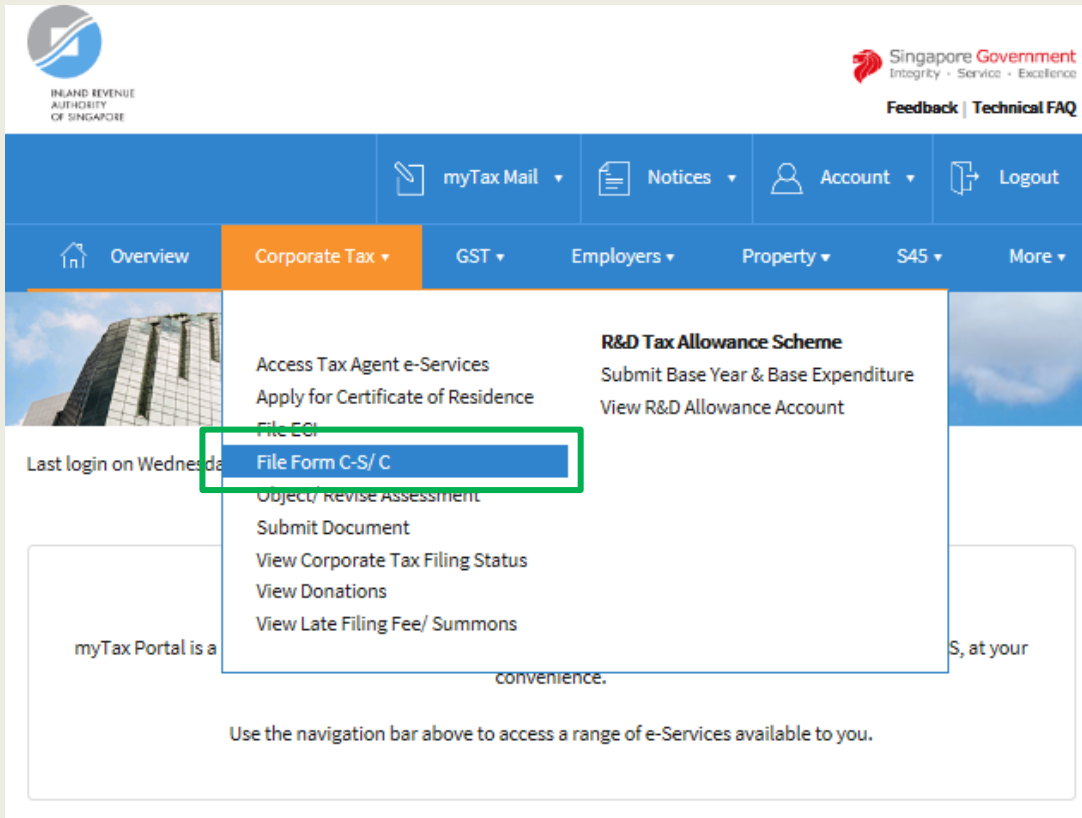 INLAND REVENUE
AUTHORITY
OF SINGAPORE
Singapore Government
Integrity · Service · Excellence
Feedback | Technical FAQ
myTax Mail
Notices
Account
Logout
Overview
Corporate Tax
GST
Employers
Property
S45
More
Access Tax Agent e-Services
Apply for Certificate of Residence
File ECI
File Form C-S/ C
Object/ Revise Assessment
Submit Document
View Corporate Tax Filing Status
View Donations
View Late Filing Fee/ Summons
R&D Tax Allowance Scheme
Submit Base Year & Base Expenditure
View R&D Allowance Account
Last login on Wednesda
myTax Portal is a S, at your
convenience.
Use the navigation bar above to access a range of e-Services available to you.